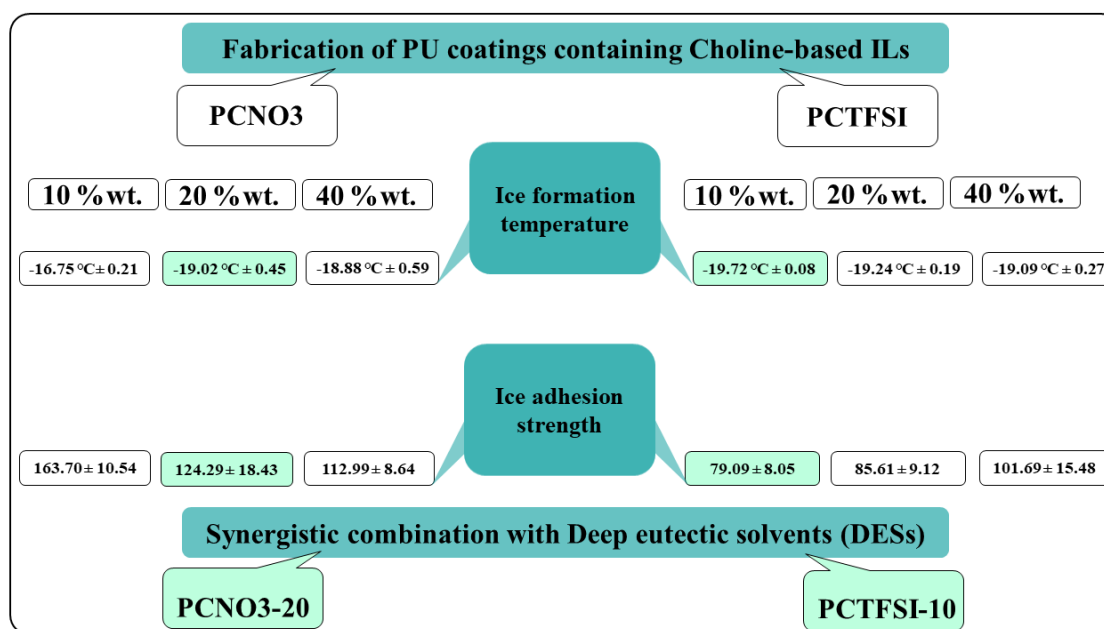 Fabrication of PU coatings containing Choline-based ILs
PCNO3
PCTFSI
Ice formation
temperature
10 %wt.
20 %wt.
40 %wt.
10 %wt.
20 %wt.
40 %wt.
-16.75 °C± 0.21
-19.02 °C ± 0.45
-18.88 °C ± 0.59
-19.72 °C ± 0.08
-19.24 °C ± 0.19
-19.09 °C ± 0.27
Ice adhesion
strength
163.70 ± 10.54
124.29 ± 18.43
112.99 ± 8.64
79.09 ± 8.05
85.61 ± 9.12
101.69 ± 15.48
Synergistic combination with Deep eutectic solvents (DESs)
PCNO3-20
PCTFSI-10